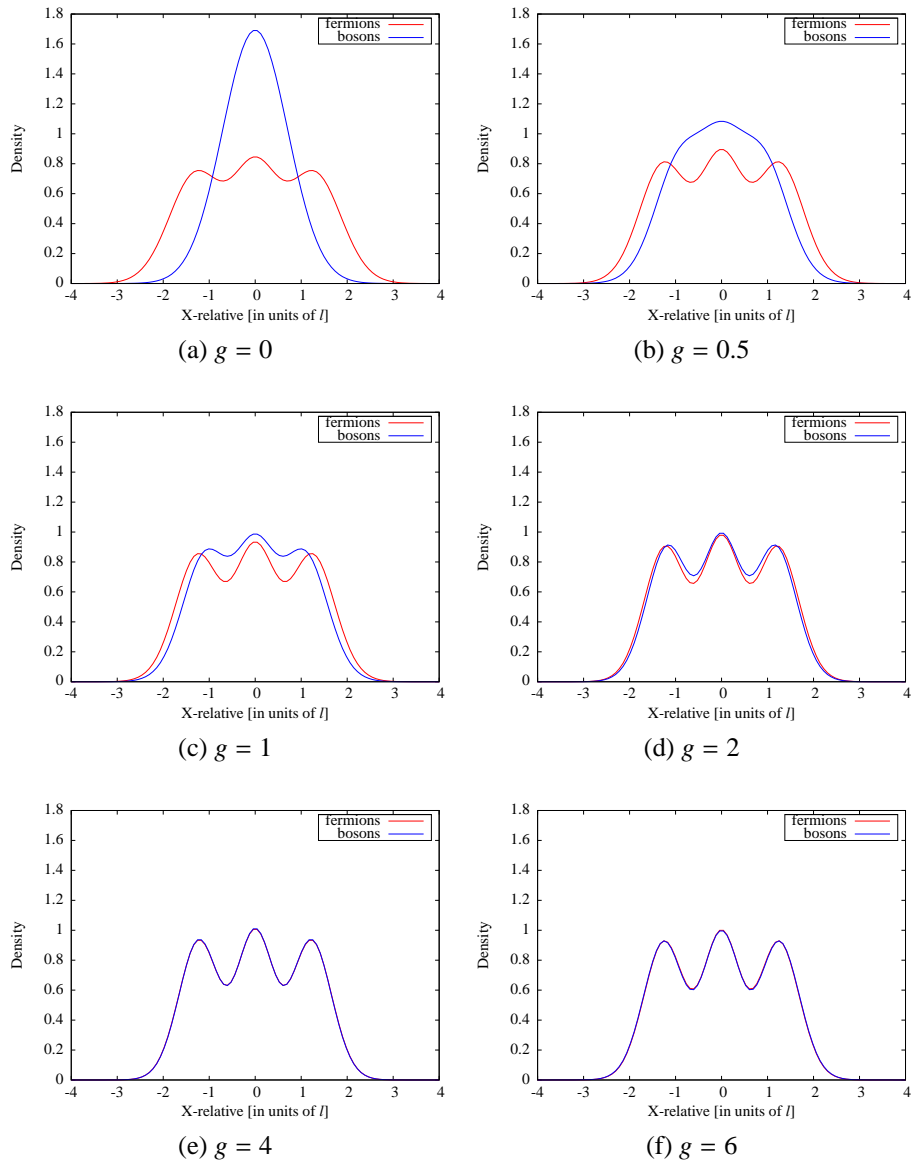 1.8
fermions
bosons
1.6
1.4
1.2
1
0.8
0.6
0.4
0.2
0
Density
-4 -3 -2 -1 0 1 2 3 4
X-relative [in units of l]
(a) g = 0
1.8
fermions
bosons
1.6
1.4
1.2
1
0.8
0.6
0.4
0.2
0
Density
-4 -3 -2 -1 0 1 2 3 4
X-relative [in units of l]
(b) g = 0.5
1.8
fermions
bosons
1.6
1.4
1.2
1
0.8
0.6
0.4
0.2
0
Density
-4 -3 -2 -1 0 1 2 3 4
X-relative [in units of l]
(c) g = 1
1.8
fermions
bosons
1.6
1.4
1.2
1
0.8
0.6
0.4
0.2
0
Density
-4 -3 -2 -1 0 1 2 3 4
X-relative [in units of l]
(d) g = 2
1.8
fermions
bosons
1.6
1.4
1.2
1
0.8
0.6
0.4
0.2
0
Density
-4 -3 -2 -1 0 1 2 3 4
X-relative [in units of l]
(e) g = 4
1.8
fermions
bosons
1.6
1.4
1.2
1
0.8
0.6
0.4
0.2
0
Density
-4 -3 -2 -1 0 1 2 3 4
X-relative [in units of l]
(f) g = 6